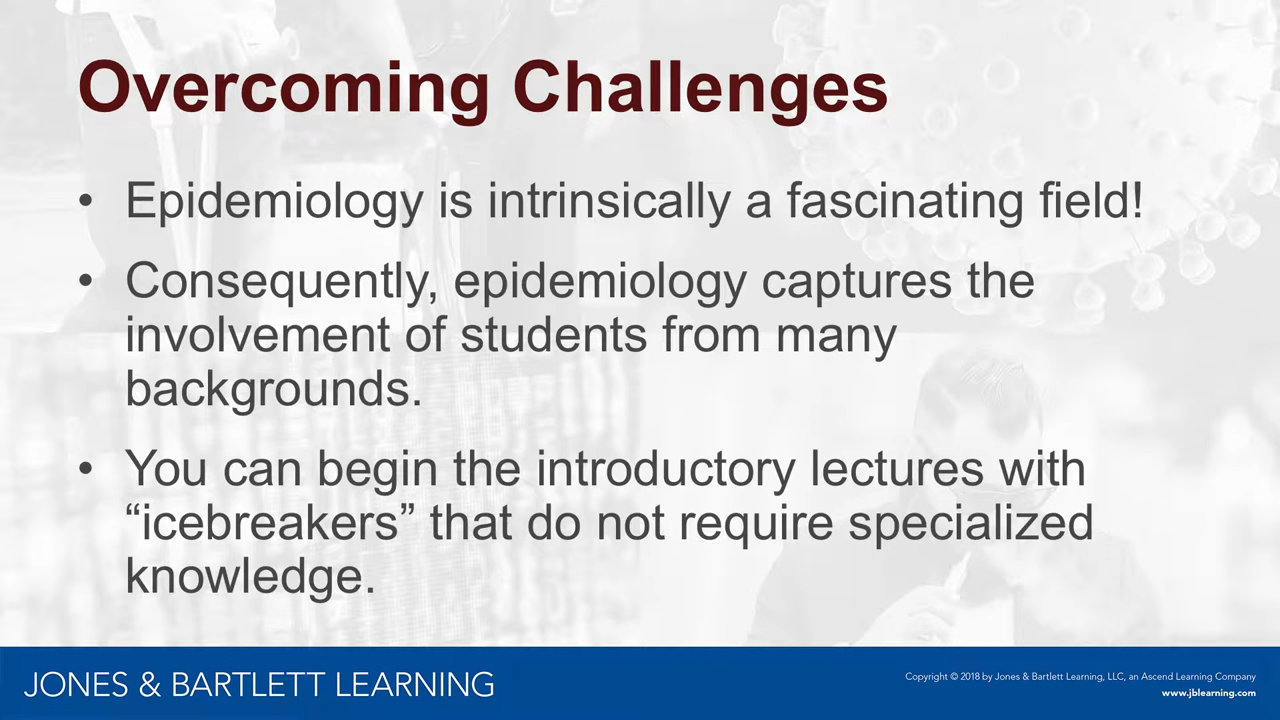 Overcoming Challenges
• Epidemiology is intrinsically a fascinating field!
• Consequently, epidemiology captures the
involvement of students from many
backgrounds.
• You can begin the introductory lectures with
“icebreakers” that do not require specialized
knowledge.
JONES & BARTLETT LEARNING
Copyright © 2018 by Jones & Bartlett Learning, LLC, an Ascend Learning Company
www.jblearning.com